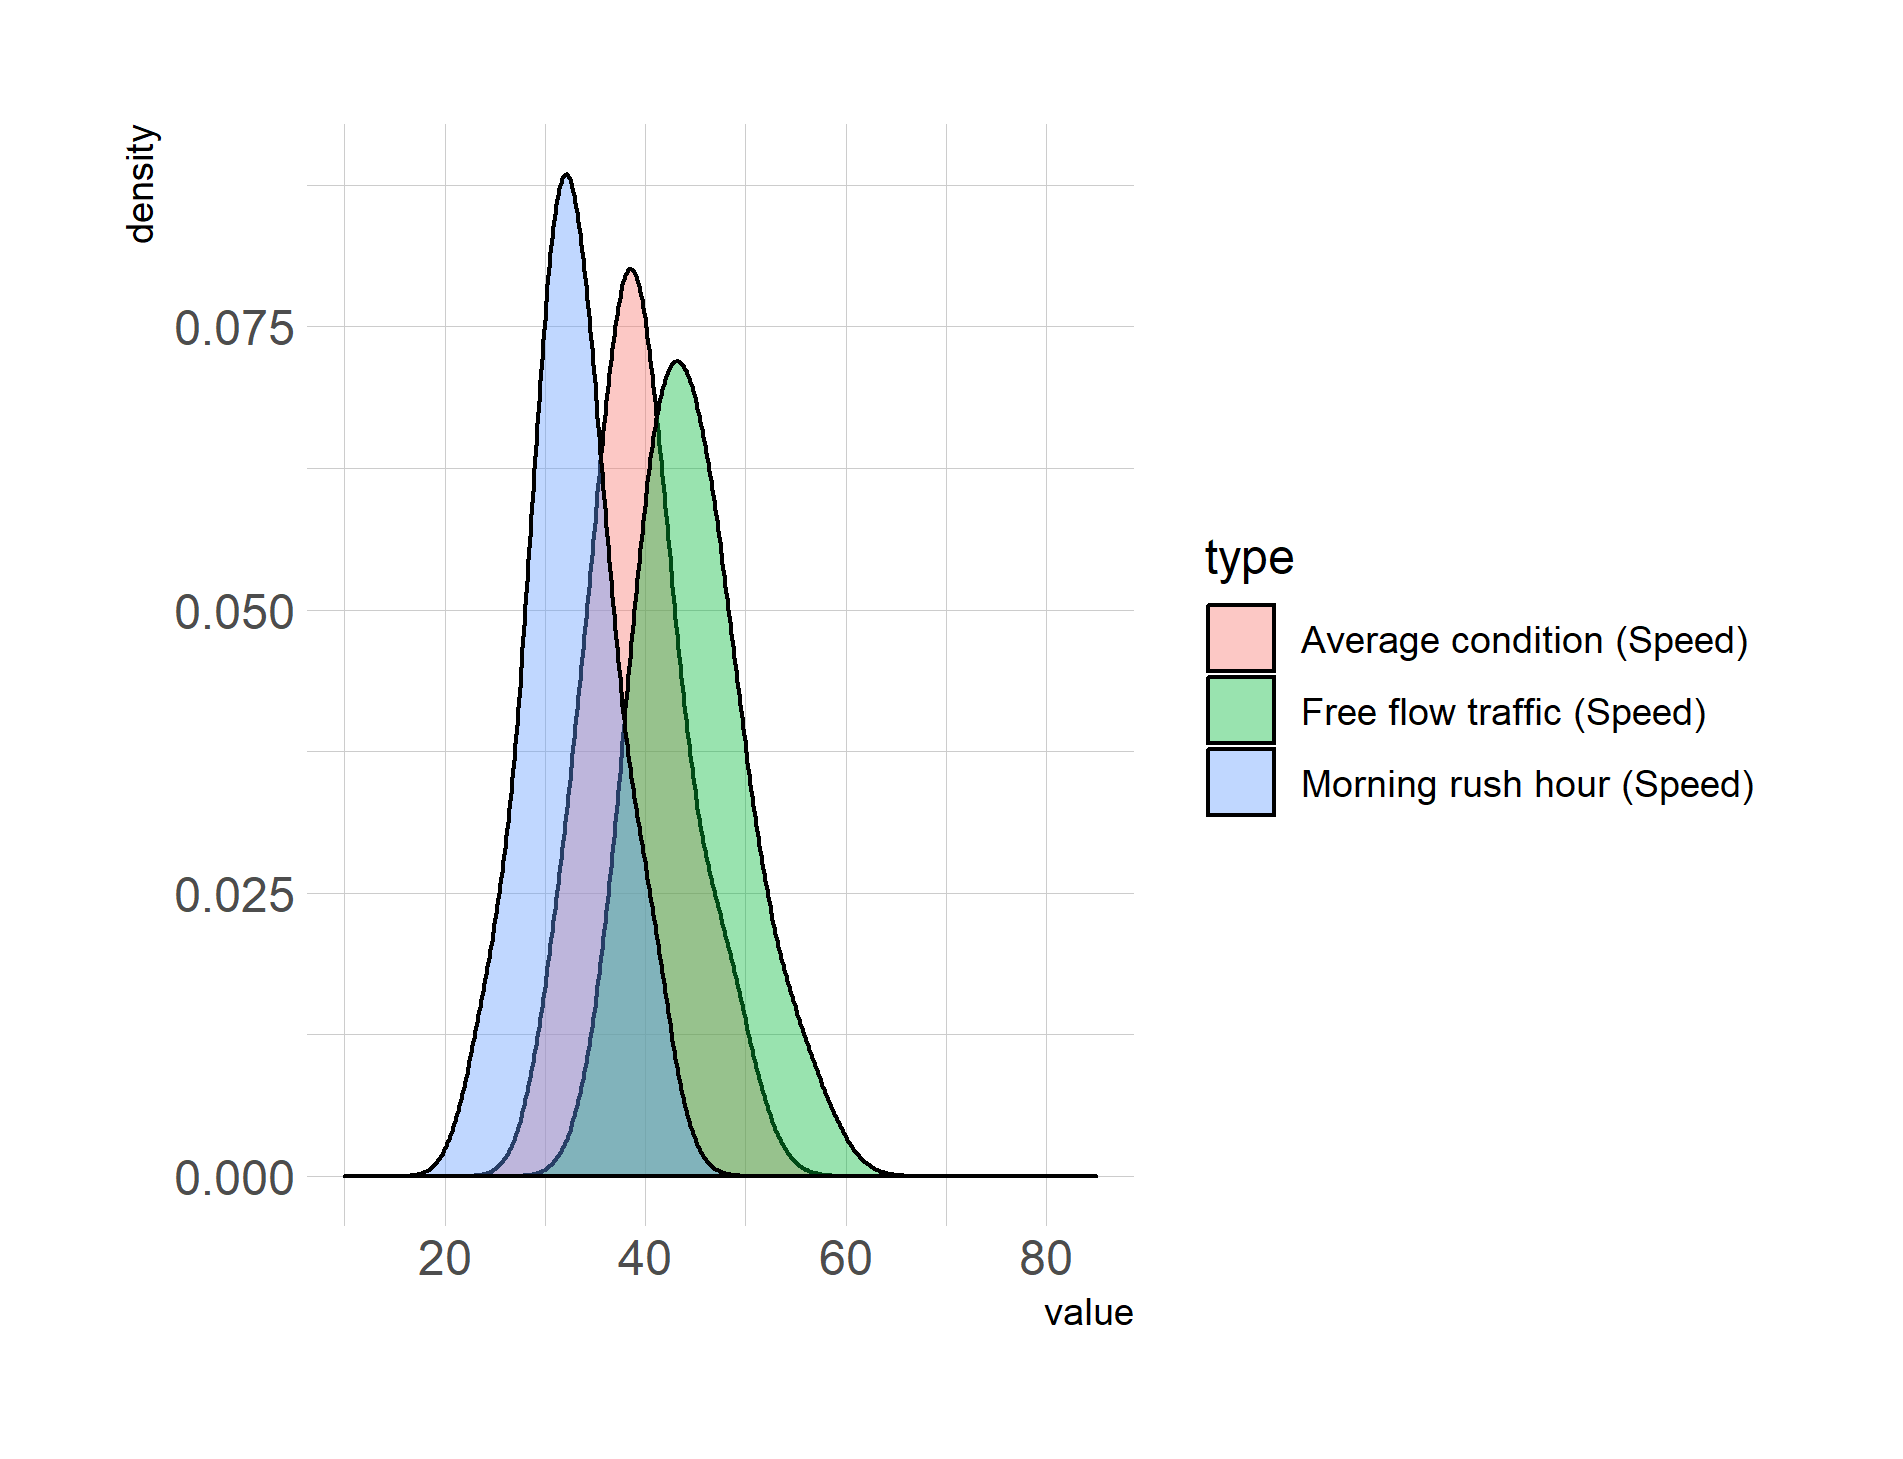 density
0.075
0.050
0.025
0.000
20 40 60 80
value
type
Average condition (Speed)
Free flow traffic (Speed)
Morning rush hour (Speed)